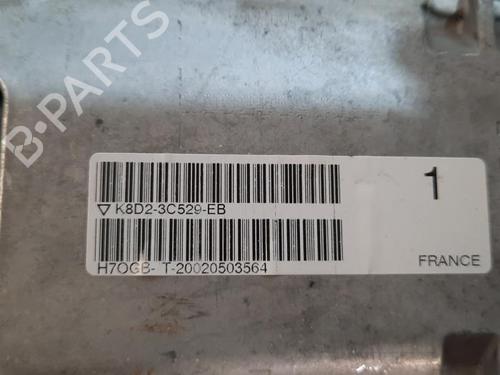 B-PARTS
1
▽ K8D2-3C529-EB
H7OGB- T-20020503564
FRANCE